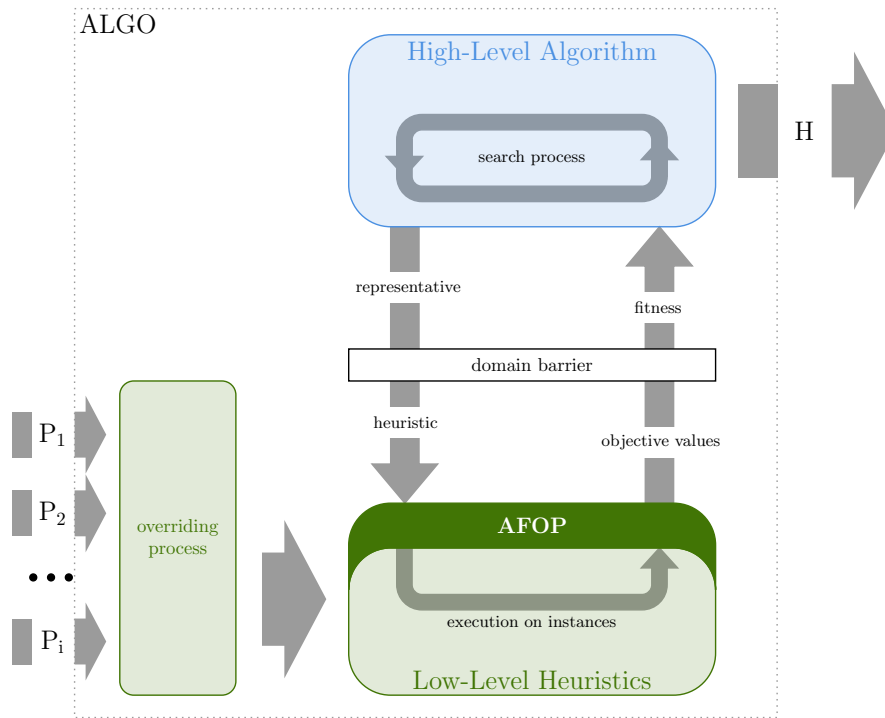 ALGO
High-Level Algorithm
search process
H
representative
fitness
domain barrier
heuristic
objective values
P1
P2
•••
Pi
overriding
process
AFOP
execution on instances
Low-Level Heuristics